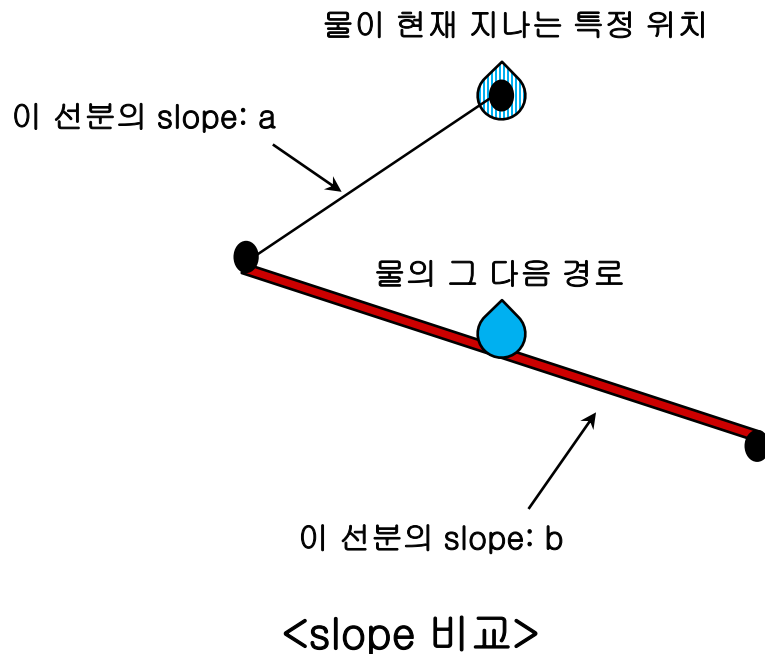 물이 현재 지나는 특정 위치
이 선분의 slope: a
물의 그 다음 경로
이 선분의 slope: b
<slope 비교>